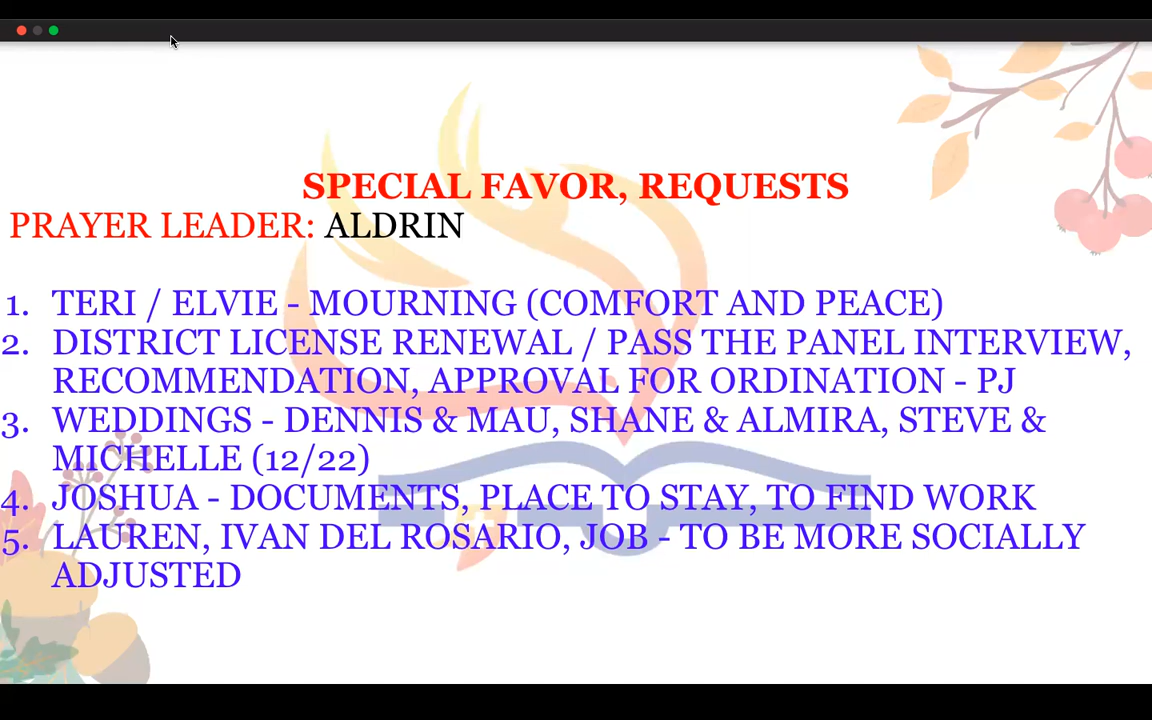 SPECIAL FAVOR, REQUESTS
PRAYER LEADER: ALDRIN
1. TERI / ELVIE - MOURNING (COMFORT AND PEACE)
2. DISTRICT LICENSE RENEWAL / PASS THE PANEL INTERVIEW,
RECOMMENDATION, APPROVAL FOR ORDINATION - PJ
3. WEDDINGS - DENNIS & MAU, SHANE & ALMIRA, STEVE &
MICHELLE (12/22)
4. JOSHUA - DOCUMENTS, PLACE TO STAY, TO FIND WORK
5. LAUREN, IVAN DEL ROSARIO, JOB - TO BE MORE SOCIALLY
ADJUSTED